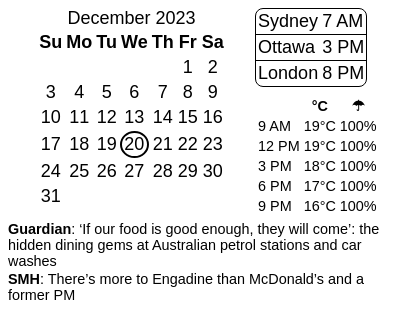 December 2023
Su Mo Tu We Th Fr Sa
1 2
3 4 5 6 7 8 9
10 11 12 13 14 15 16
17 18 19 20 21 22 23
24 25 26 27 28 29 30
31
Sydney 7 AM
Ottawa 3 PM
London 8 PM
°C ☂
9 AM 19°C 100%
12 PM 19°C 100%
3 PM 18°C 100%
6 PM 17°C 100%
9 PM 16°C 100%
Guardian: ‘If our food is good enough, they will come’: the
hidden dining gems at Australian petrol stations and car
washes
SMH: There’s more to Engadine than McDonald’s and a
former PM